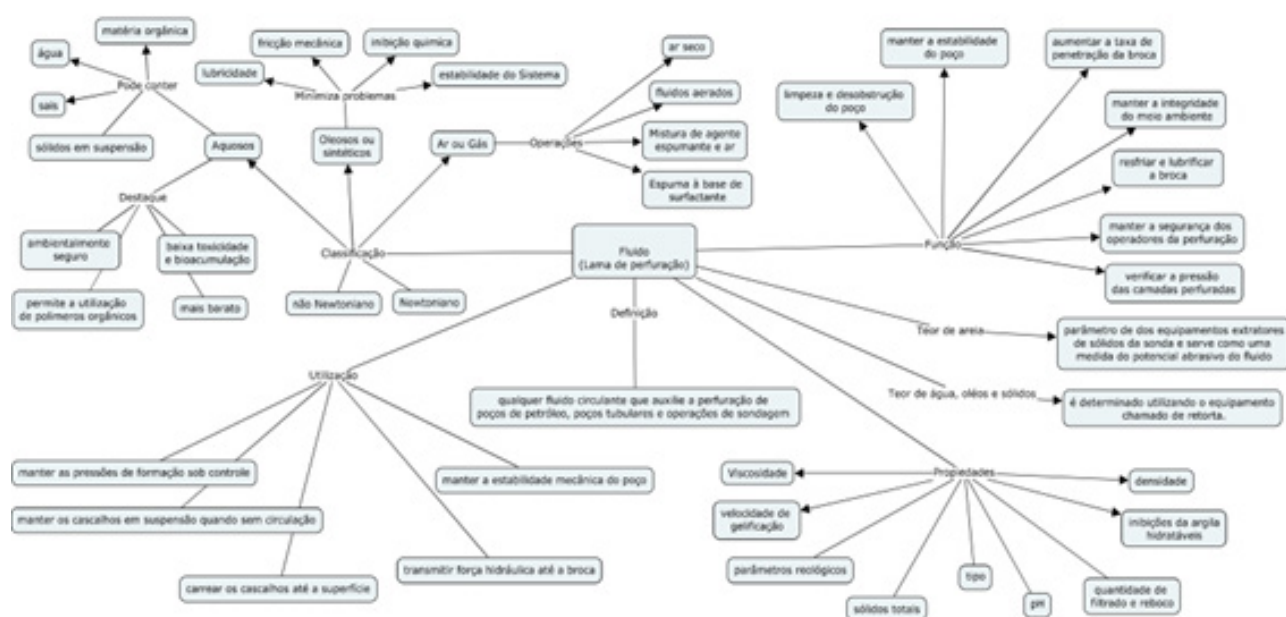 matéria orgânica
água
Pode conter
sais
sólidos em suspensão
Aquosos
Destaque
ambientalmente
seguro
baixa toxicidade
e bioacumulação
permite a utilização
de polimeros orgânicos
mais barato
fricção mecânica
inibição quimica
lubricidade
estabilidade do Sistema
Minimiza problemas
Oleosos ou
sintéticos
Ar ou Gás
Operações
ar seco
fluidos aerados
Mistura de agente
espumante e ar
Espuma à base de
surfactante
Classificação
não Newtoniano
Newtoniano
Fluido
(Lama de perfuração)
manter a estabilidade
do poço
aumentar a taxa de
penetração da broca
limpeza e desobstrução
do poço
manter a integridade
do meio ambiente
resfriar e lubrificar
a broca
Função
manter a segurança dos
operadores da perfuração
verificar a pressão
das camadas perfuradas
Definição
qualquer fluido circulante que auxilie a perfuração de
poços de petróleo, poços tubulares e operações de sondagem
Teor de areia
parâmetro de dos equipamentos extratores
de sólidos da sonda e serve como uma
medida do potencial abrasivo do fluido
Teor de água, oléos e sólidos
é determinado utilizando o equipamento
chamado de retorta.
Utilização
manter as pressões de formação sob controle
manter a estabilidade mecânica do poço
manter os cascalhos em suspensão quando sem circulação
carrear os cascalhos até a superfície
transmitir força hidráulica até a broca
Propiedades
Viscosidade
densidade
velocidade de
gelificação
inibições da argila
hidratáveis
parâmetros reológicos
tipo
quantidade de
filtrado e reboco
sólidos totais
pH